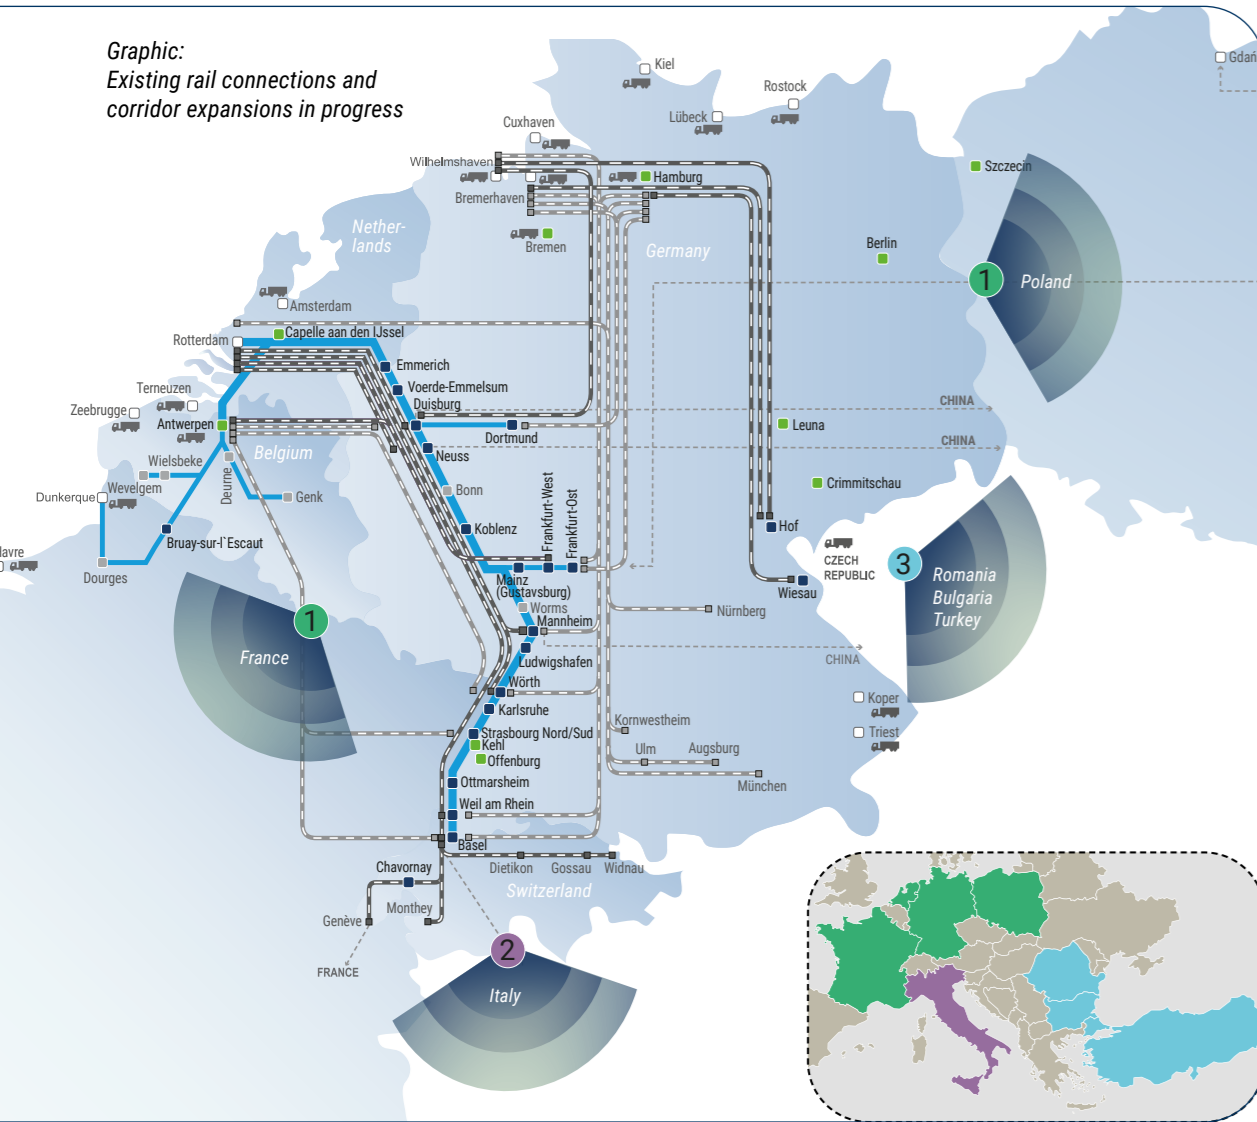 Graphic:
Existing rail connections and
corridor expansions in progress
Kiel
Gdań
Rostock
Lübeck
Cuxhaven
Wilhelmshaven
Szczecin
Hamburg
Bremerhaven
Nether-
lands
Bremen
Germany
Berlin
1
Poland
Amsterdam
Capelle aan den IJssel
Rotterdam
Emmerich
Voerde-Emmelsum
Terneuzen
Duisburg
CHINA
Zeebrugge
Antwerpen
Leuna
Dortmund
CHINA
Belgium
Neuss
Wielsbeke
Crimmitschau
Wevelgem
Deurne
Bonn
Dunkerque
Genk
Koblenz
Frankfurt-West
Frankfurt-Ost
Hof
Bruay-sur-l`Escaut
avre
CZECH
REPUBLIC
3
Romania
Bulgaria
Turkey
Dourges
Mainz
(Gustavsburg)
Wiesau
Worms
Nürnberg
Mannheim
1
France
Ludwigshafen
CHINA
Wörth
Koper
Karlsruhe
Kornwestheim
Strasbourg Nord/Sud
Triest
Kehl
Ulm
Augsburg
Offenburg
Ottmarsheim
München
Weil am Rhein
Basel
Chavornay
Dietikon
Gossau
Widnau
Switzerland
Monthey
Genève
2
FRANCE
Italy